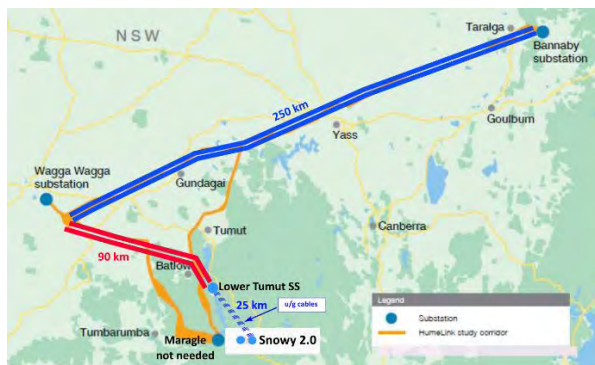 NSW
Taralga
Bannaby
substation
250 km
Goulburn
Yass
Wagga Wagga
substation
Gundagai
Canberra
Tumut
90 km
Batlow
Lower Tumut SS
25 km
u/g cables
Legend
Substation
HumeLink study corridor
Tumbarumba
Maragle
not needed
Snowy 2.0